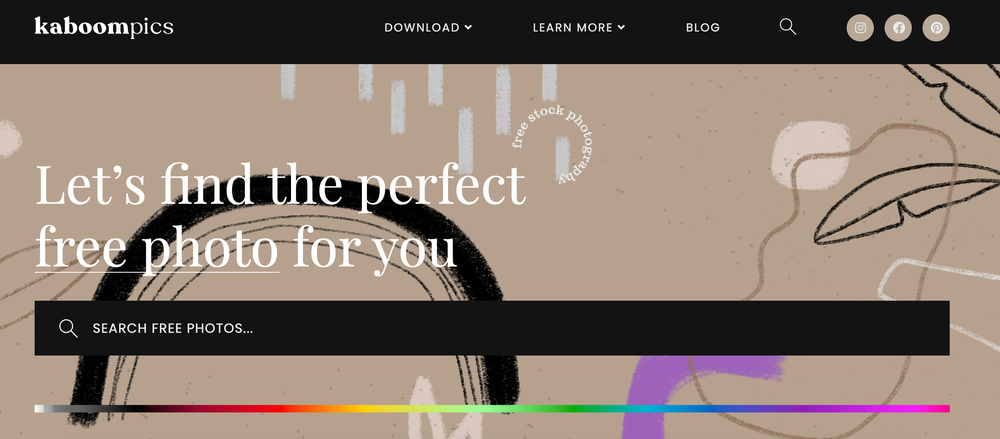 kaboompics
DOWNLOAD
LEARN MORE
BLOG
free stock photography
Let’s find the perfect
free photo for you
SEARCH FREE PHOTOS...